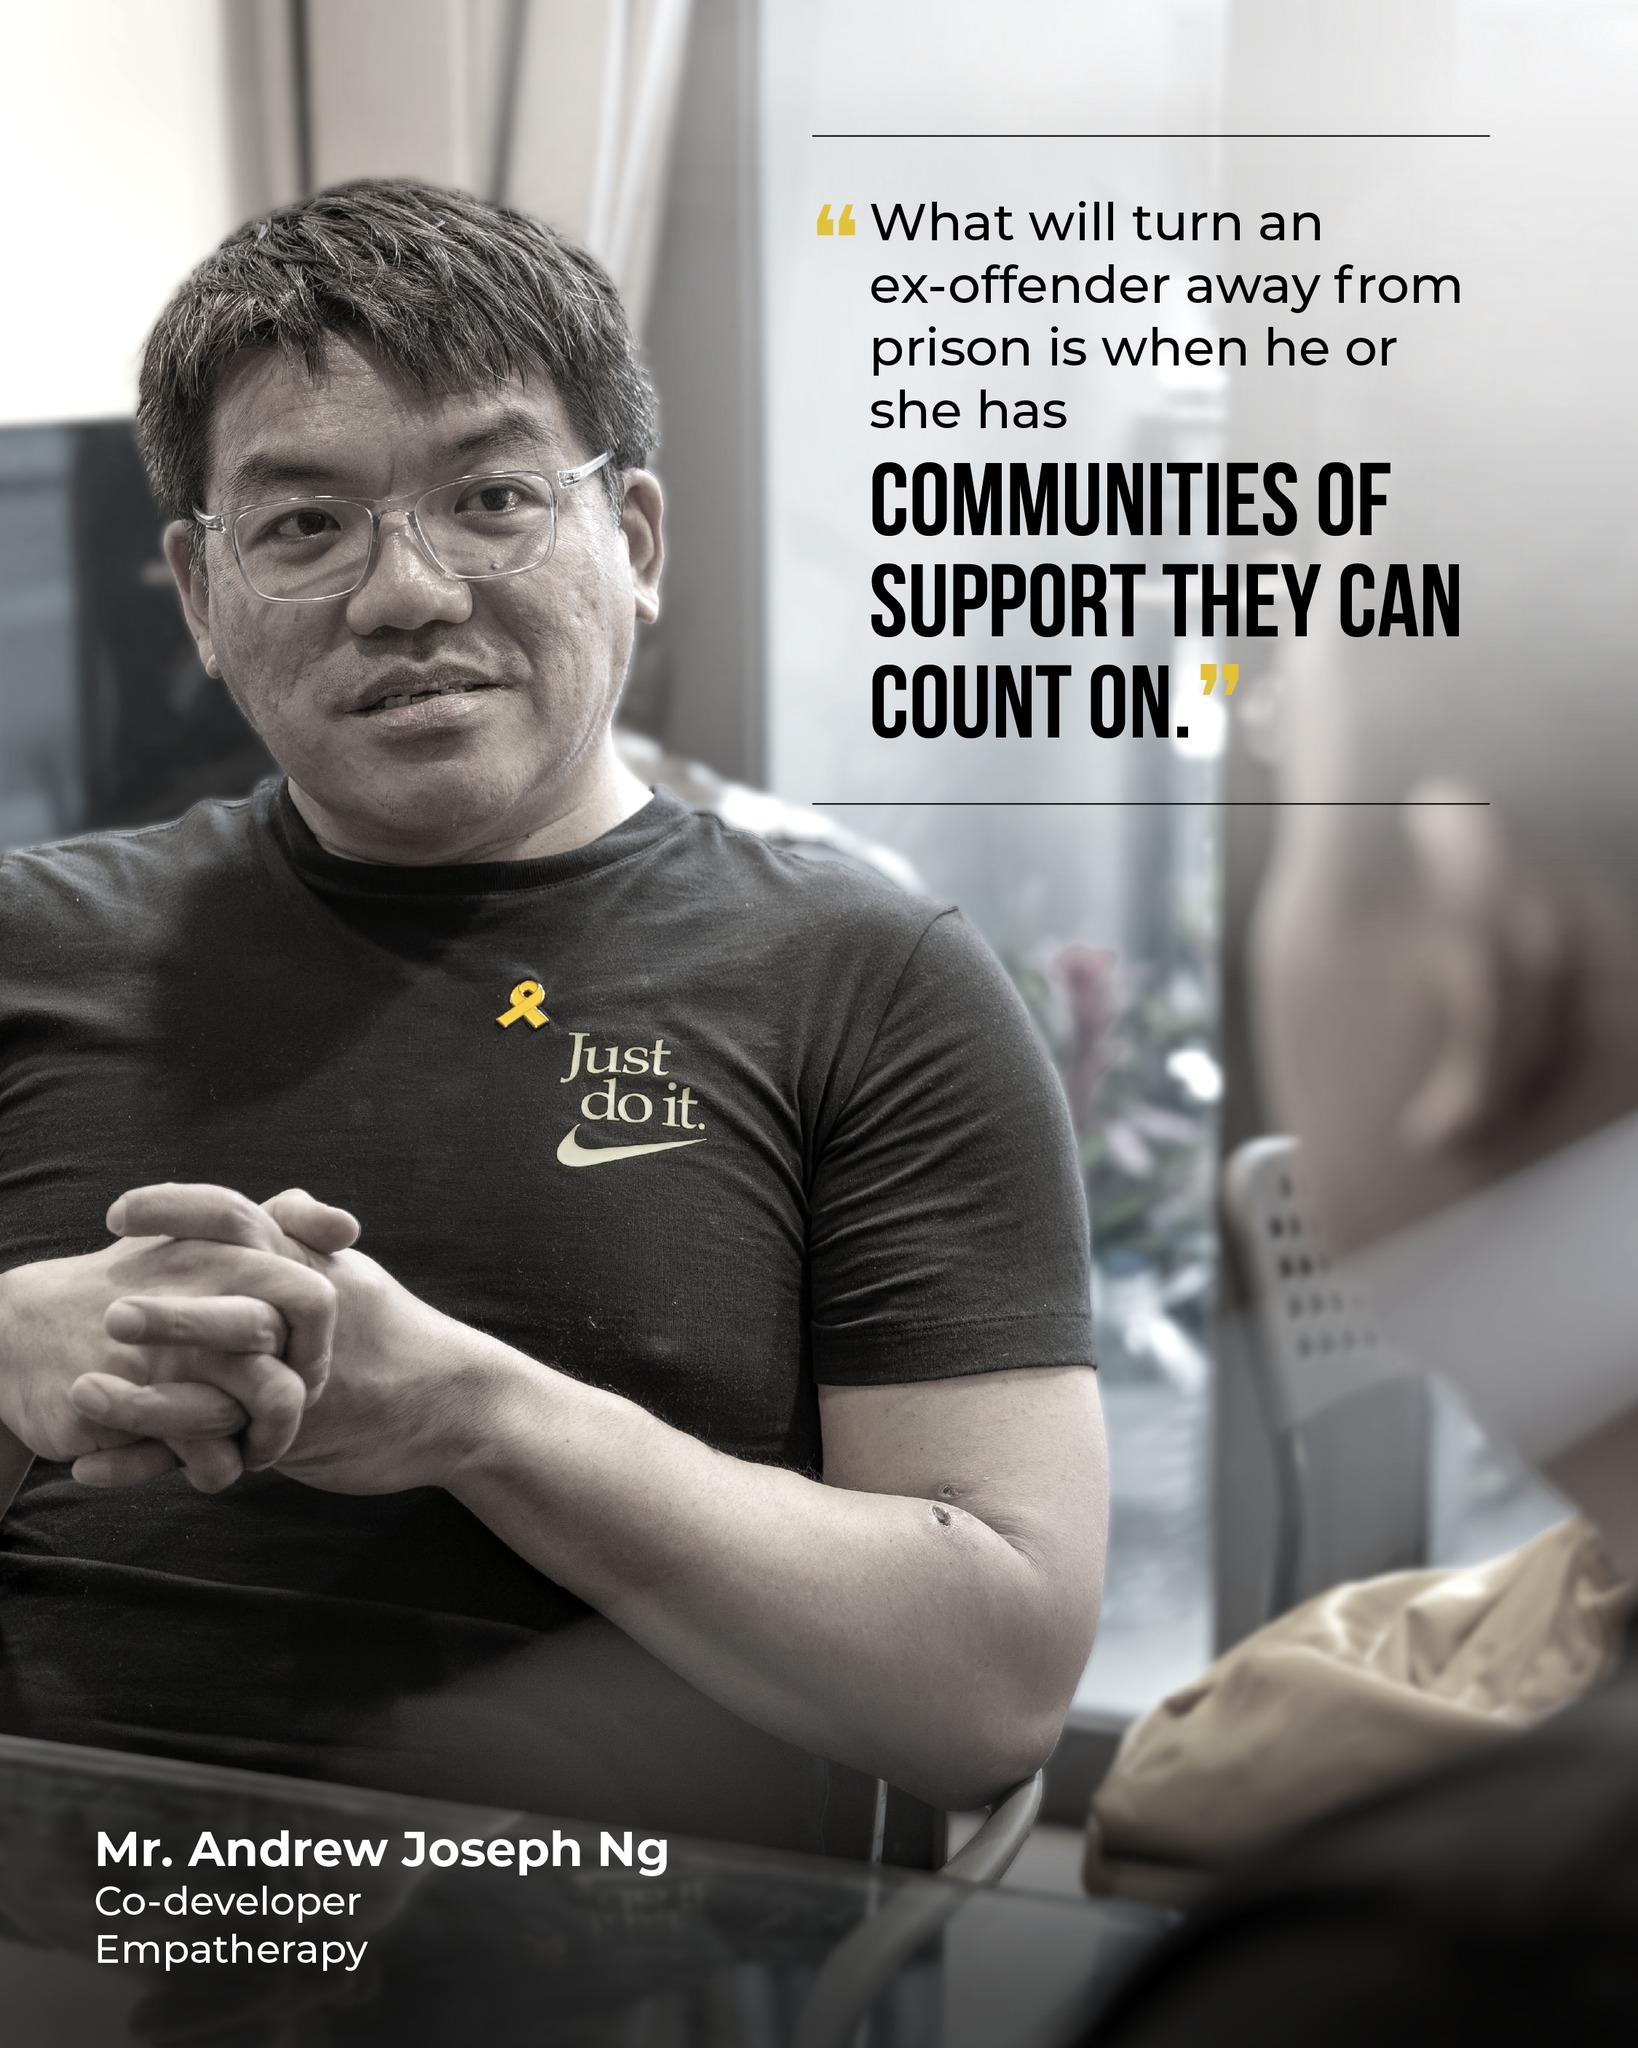 “ What will turn an
ex-offender away from
prison is when he or
she has
COMMUNITIES OF
SUPPORT THEY CAN
COUNT ON.”
Just
do it.
Mr. Andrew Joseph Ng
Co-developer
Empatherapy